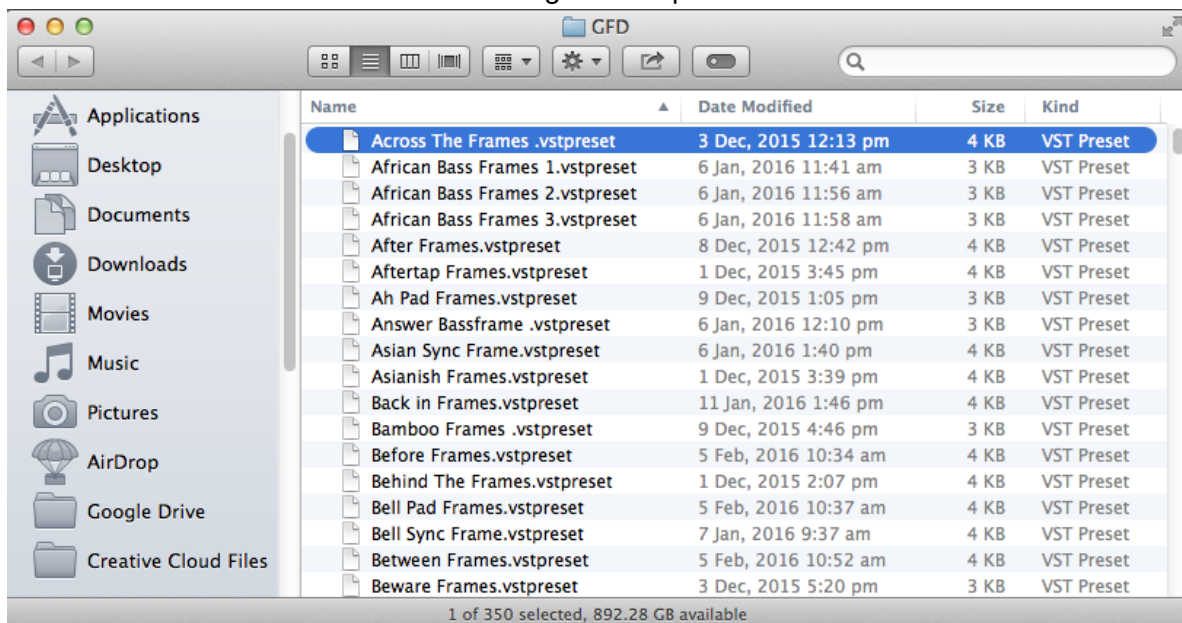 GFD
Name Date Modified Size Kind
Applications
Desktop
Documents
Downloads
Movies
Music
Pictures
AirDrop
Google Drive
Creative Cloud Files
Across The Frames .vstpreset 3 Dec, 2015 12:13 pm 4 KB VST Preset
African Bass Frames 1.vstpreset 6 Jan, 2016 11:41 am 3 KB VST Preset
African Bass Frames 2.vstpreset 6 Jan, 2016 11:56 am 3 KB VST Preset
African Bass Frames 3.vstpreset 6 Jan, 2016 11:58 am 3 KB VST Preset
After Frames.vstpreset 8 Dec, 2015 12:42 pm 4 KB VST Preset
Aftertap Frames.vstpreset 1 Dec, 2015 3:45 pm 4 KB VST Preset
Ah Pad Frames.vstpreset 9 Dec, 2015 1:05 pm 3 KB VST Preset
Answer Bassframe .vstpreset 6 Jan, 2016 12:10 pm 3 KB VST Preset
Asian Sync Frame.vstpreset 6 Jan, 2016 1:40 pm 4 KB VST Preset
Asianish Frames.vstpreset 1 Dec, 2015 3:39 pm 4 KB VST Preset
Back in Frames.vstpreset 11 Jan, 2016 1:46 pm 4 KB VST Preset
Bamboo Frames .vstpreset 9 Dec, 2015 4:46 pm 3 KB VST Preset
Before Frames.vstpreset 5 Feb, 2016 10:34 am 4 KB VST Preset
Behind The Frames.vstpreset 1 Dec, 2015 2:07 pm 4 KB VST Preset
Bell Pad Frames.vstpreset 5 Feb, 2016 10:37 am 4 KB VST Preset
Bell Sync Frame.vstpreset 7 Jan, 2016 9:37 am 4 KB VST Preset
Between Frames.vstpreset 5 Feb, 2016 10:52 am 4 KB VST Preset
Beware Frames.vstpreset 3 Dec, 2015 5:20 pm 3 KB VST Preset
1 of 350 selected, 892.28 GB available